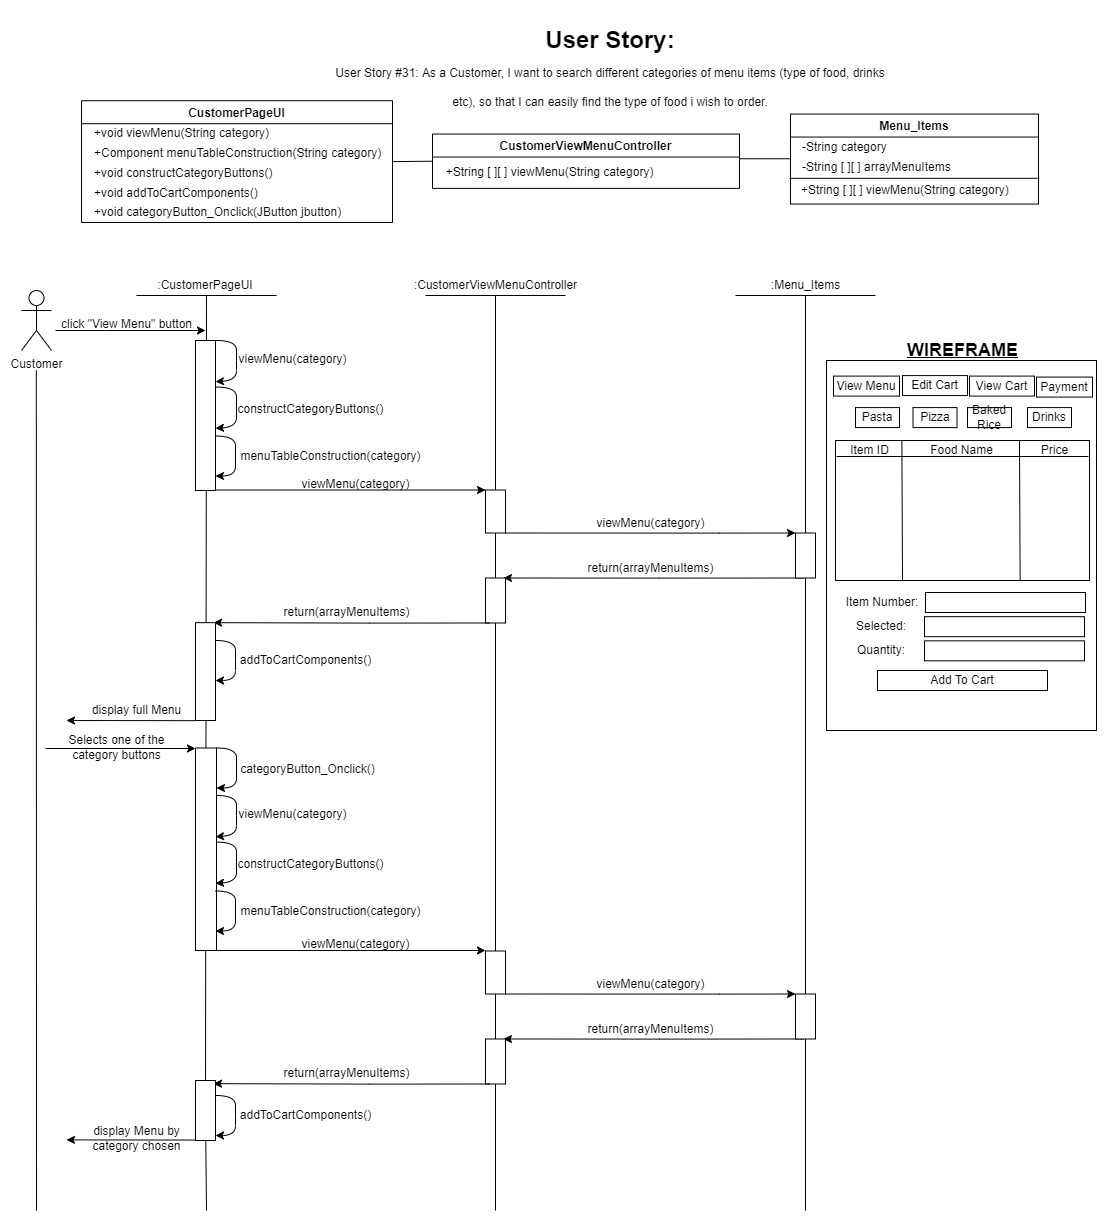 User Story:
User Story #31: As a Customer, I want to search different categories of menu items (type of food, drinks
etc), so that I can easily find the type of food i wish to order.
CustomerPageUI
+void viewMenu(String category)
+Component menuTableConstruction(String category)
+void constructCategoryButtons()
+void addToCartComponents()
+void categoryButton_Onclick(JButton jbutton)
CustomerViewMenuController
+String [ ][ ] viewMenu(String category)
Menu_Items
-String category
-String [ ][ ] arrayMenuItems
+String [ ][ ] viewMenu(String category)
:CustomerPageUI
:CustomerViewMenuController
:Menu_Items
Customer
click "View Menu" button
viewMenu(category)
constructCategoryButtons()
menuTableConstruction(category)
viewMenu(category)
viewMenu(category)
return(arrayMenuItems)
return(arrayMenuItems)
addToCartComponents()
display full Menu
Selects one of the
category buttons
categoryButton_Onclick()
viewMenu(category)
constructCategoryButtons()
menuTableConstruction(category)
viewMenu(category)
viewMenu(category)
return(arrayMenuItems)
return(arrayMenuItems)
addToCartComponents()
display Menu by
category chosen
WIREFRAME
View Menu
Edit Cart
View Cart
Payment
Pasta
Pizza
Baked
Rice
Drinks
Item ID
Food Name
Price
Item Number:
Selected:
Quantity:
Add To Cart